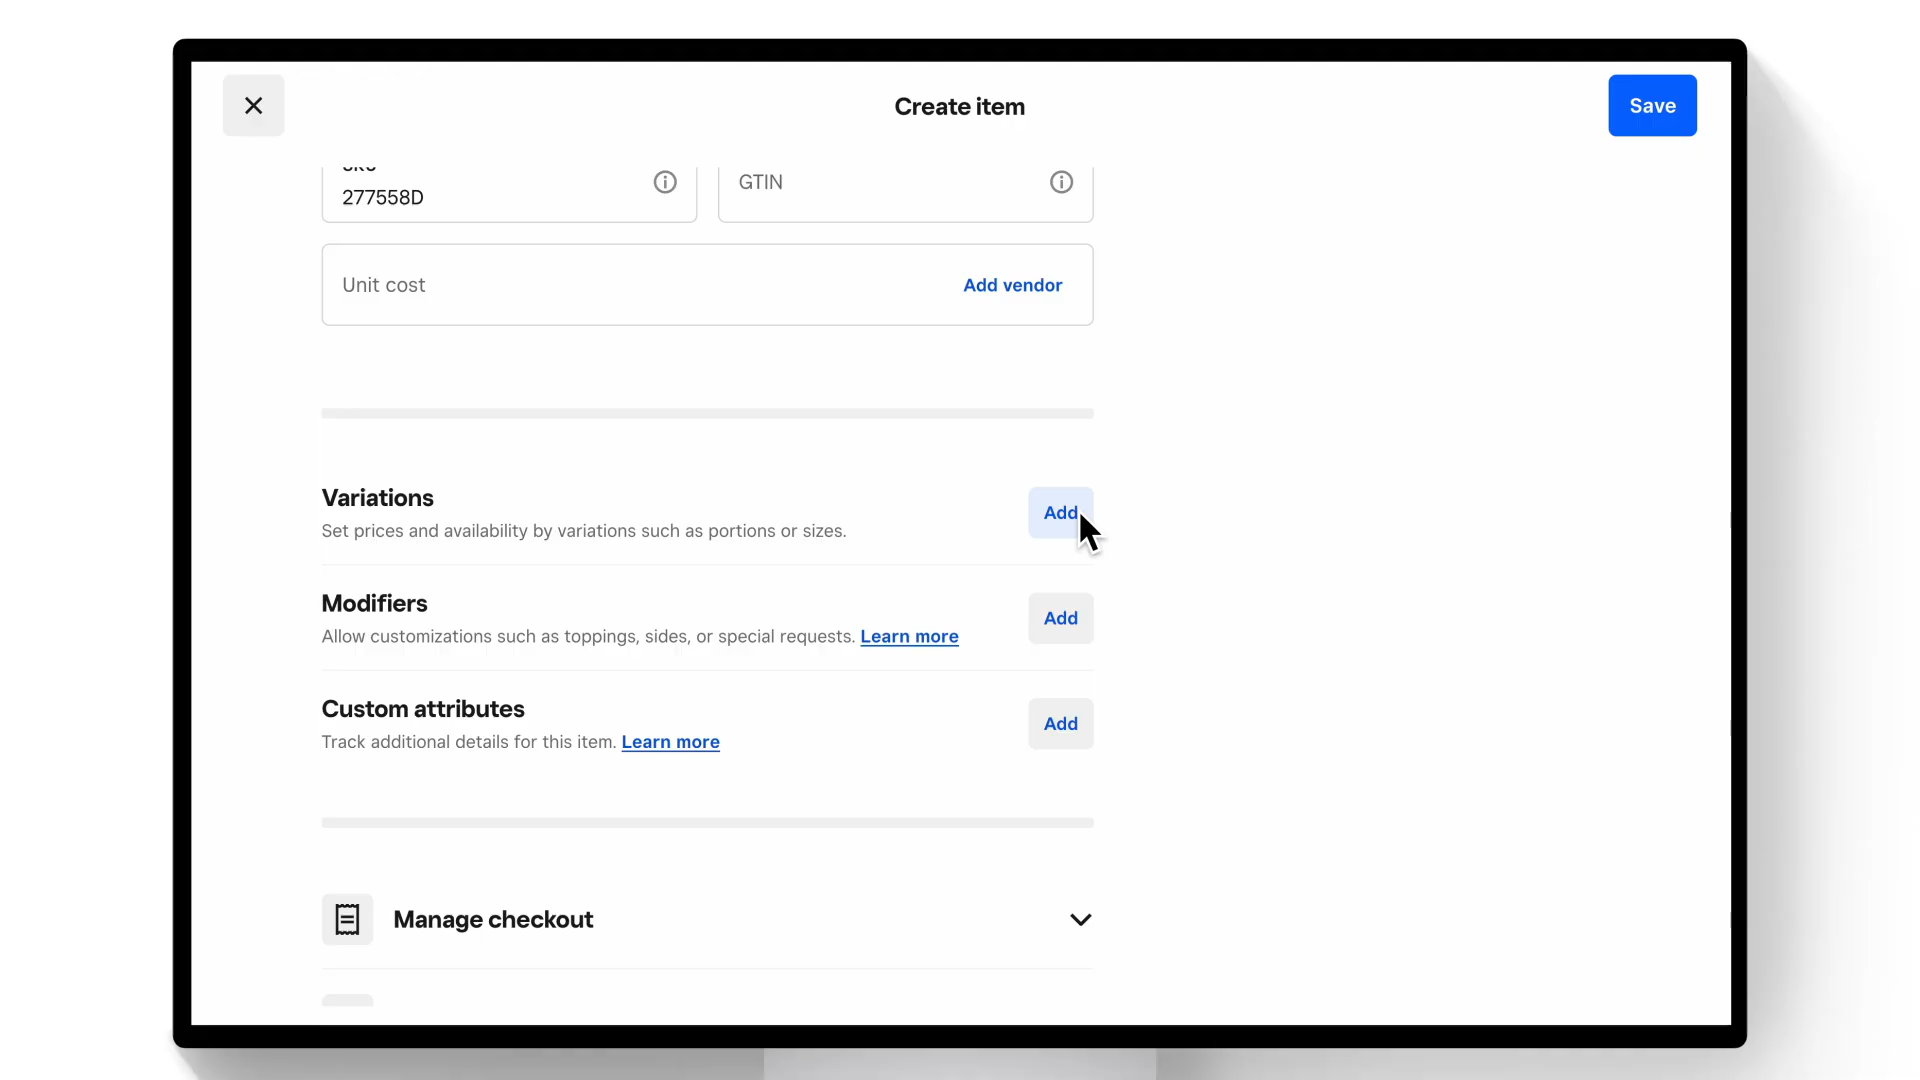 Create item
Save
SKU
277558D
GTIN
Unit cost
Add vendor
Variations
Set prices and availability by variations such as portions or sizes.
Add
Modifiers
Allow customizations such as toppings, sides, or special requests. Learn more
Add
Custom attributes
Track additional details for this item. Learn more
Add
Manage checkout